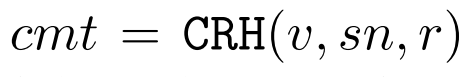 cmt = CRH(v, sn, r)